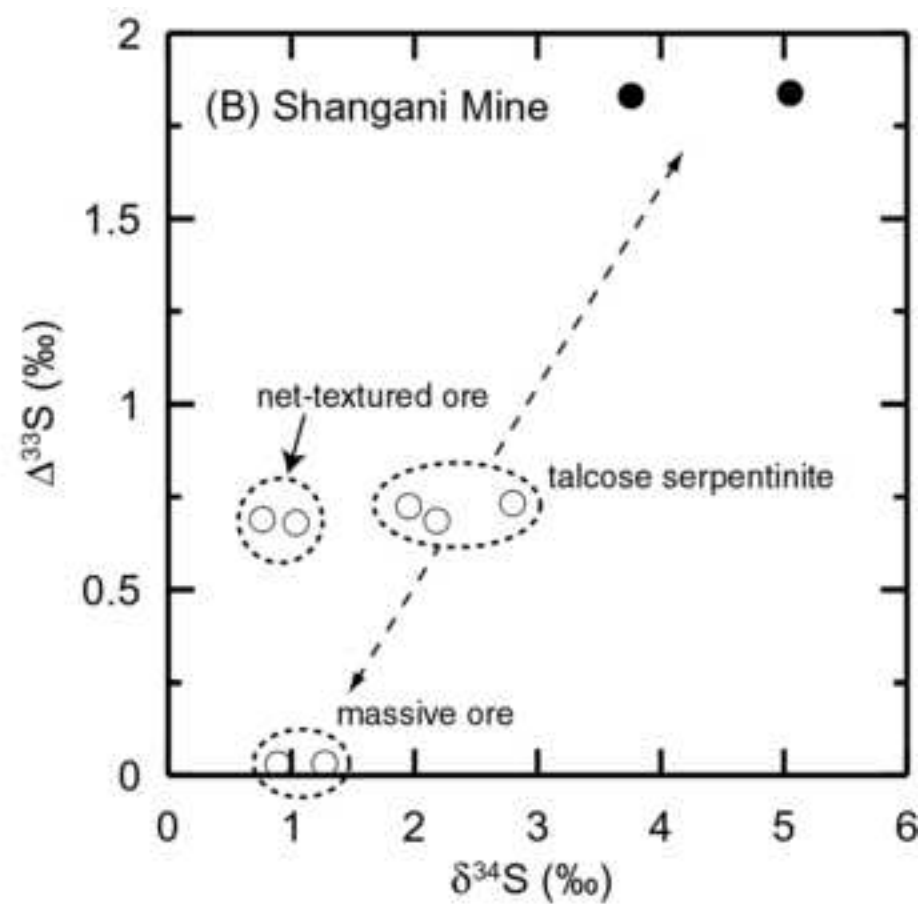 2
(B) Shangani Mine
1.5
Δ³³S (‰)
1
net-textured ore
talcose serpentinite
0.5
massive ore
0
0 1 2 3 4 5 6
δ³⁴S (‰)